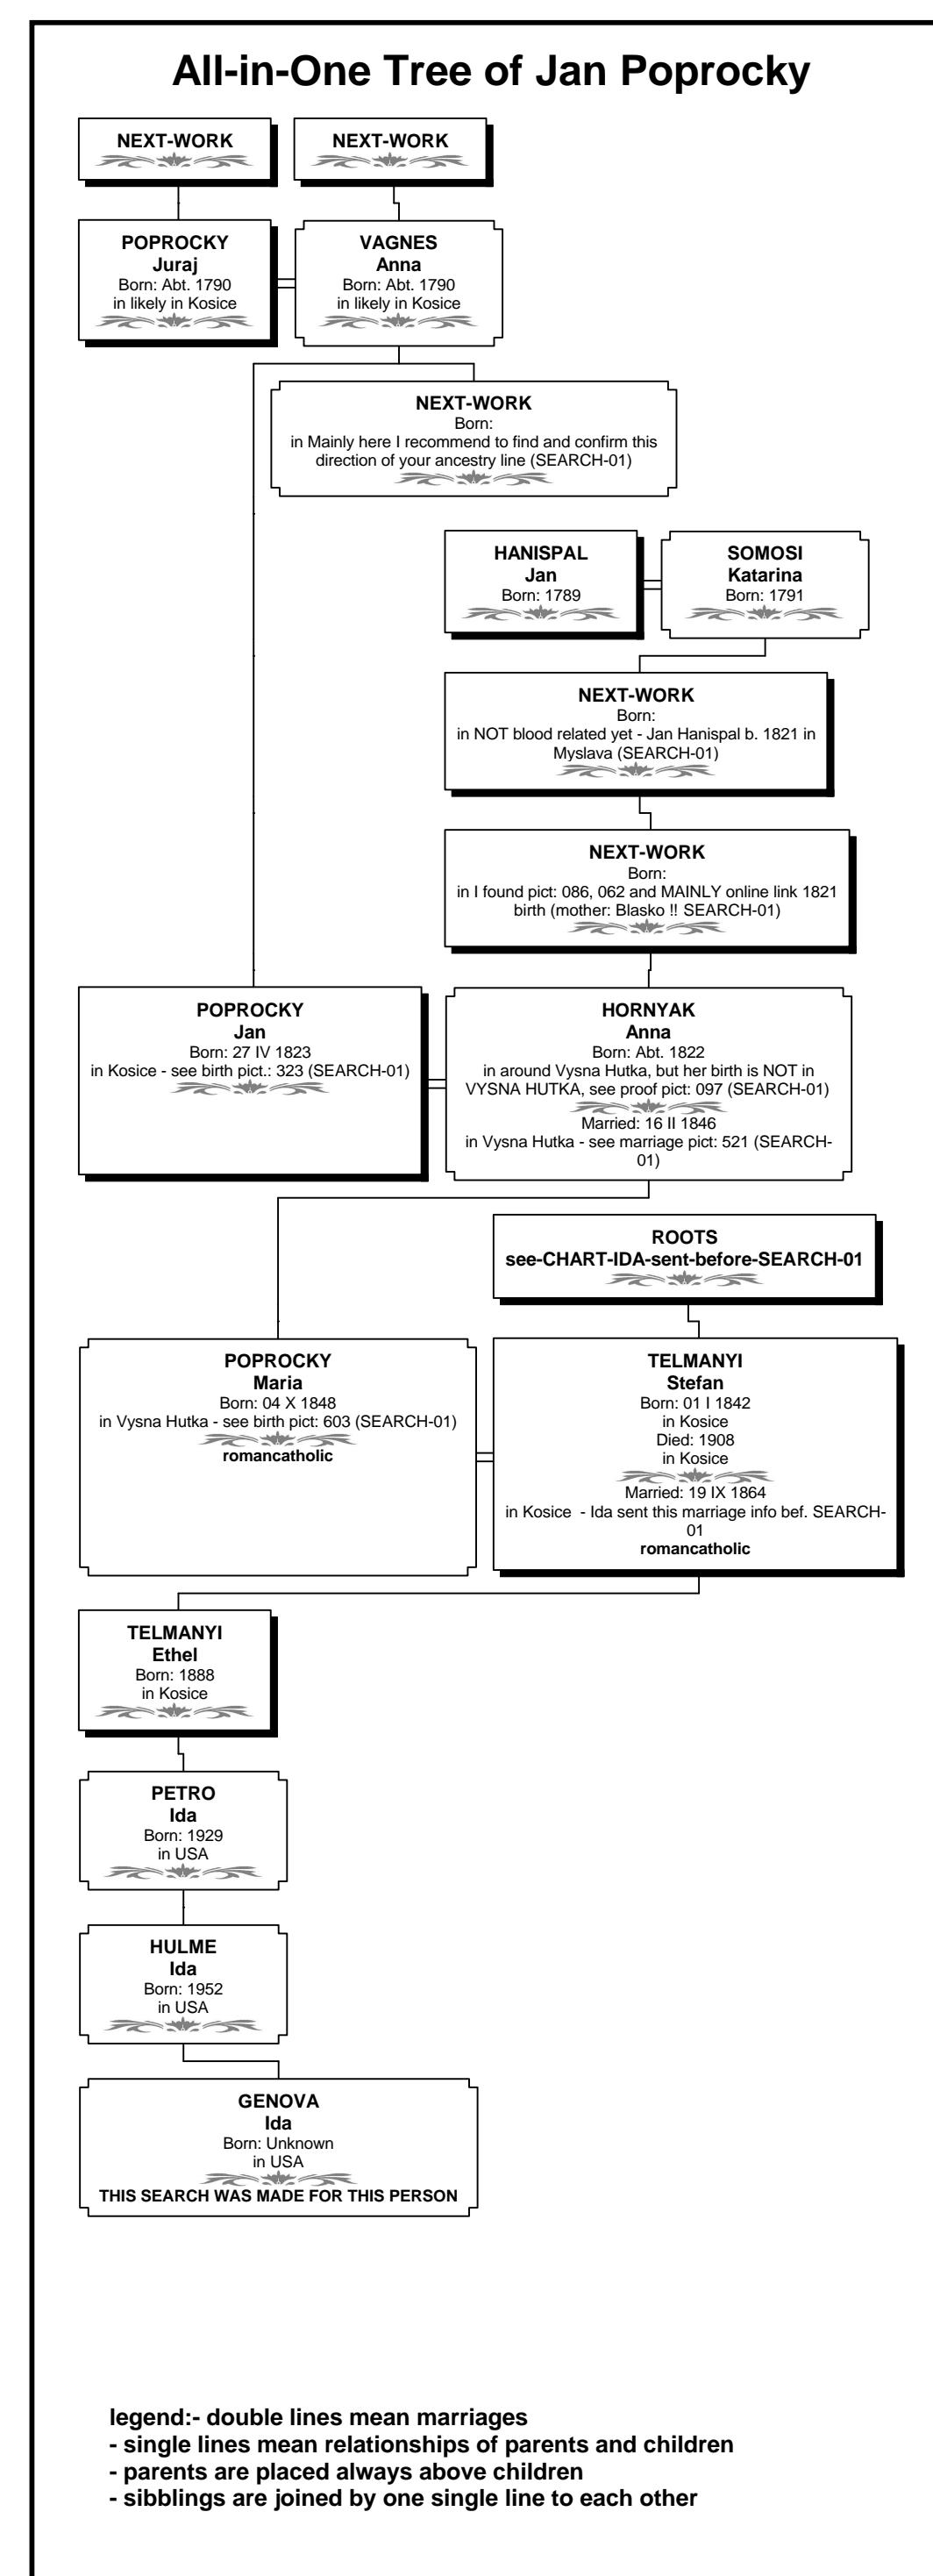 All-in-One Tree of Jan Poprocky
NEXT-WORK
NEXT-WORK
POPROCKY
Juraj
Born: Abt. 1790
in likely in Kosice
VAGNES
Anna
Born: Abt. 1790
in likely in Kosice
NEXT-WORK
Born:
in Mainly here I recommend to find and confirm this
direction of your ancestry line (SEARCH-01)
HANISPAL
Jan
Born: 1789
SOMOSI
Katarina
Born: 1791
NEXT-WORK
Born:
in NOT blood related yet - Jan Hanispal b. 1821 in
Myslava (SEARCH-01)
NEXT-WORK
Born:
in I found pict: 086, 062 and MAINLY online link 1821
birth (mother: Blasko !! SEARCH-01)
POPROCKY
Jan
Born: 27 IV 1823
in Kosice - see birth pict.: 323 (SEARCH-01)
HORNYAK
Anna
Born: Abt. 1822
in around Vysna Hutka, but her birth is NOT in
VYSNA HUTKA, see proof pict: 097 (SEARCH-01)
Married: 16 II 1846
in Vysna Hutka - see marriage pict: 521 (SEARCH-
01)
ROOTS
see-CHART-IDA-sent-before-SEARCH-01
POPROCKY
Maria
Born: 04 X 1848
in Vysna Hutka - see birth pict: 603 (SEARCH-01)
romancatholic
TELMANYI
Stefan
Born: 01 I 1842
in Kosice
Died: 1908
in Kosice
Married: 19 IX 1864
in Kosice  - Ida sent this marriage info bef. SEARCH-
01
romancatholic
TELMANYI
Ethel
Born: 1888
in Kosice
PETRO
Ida
Born: 1929
in USA
HULME
Ida
Born: 1952
in USA
GENOVA
Ida
Born: Unknown
in USA
THIS SEARCH WAS MADE FOR THIS PERSON
legend:- double lines mean marriages
- single lines mean relationships of parents and children
- parents are placed always above children
- sibblings are joined by one single line to each other